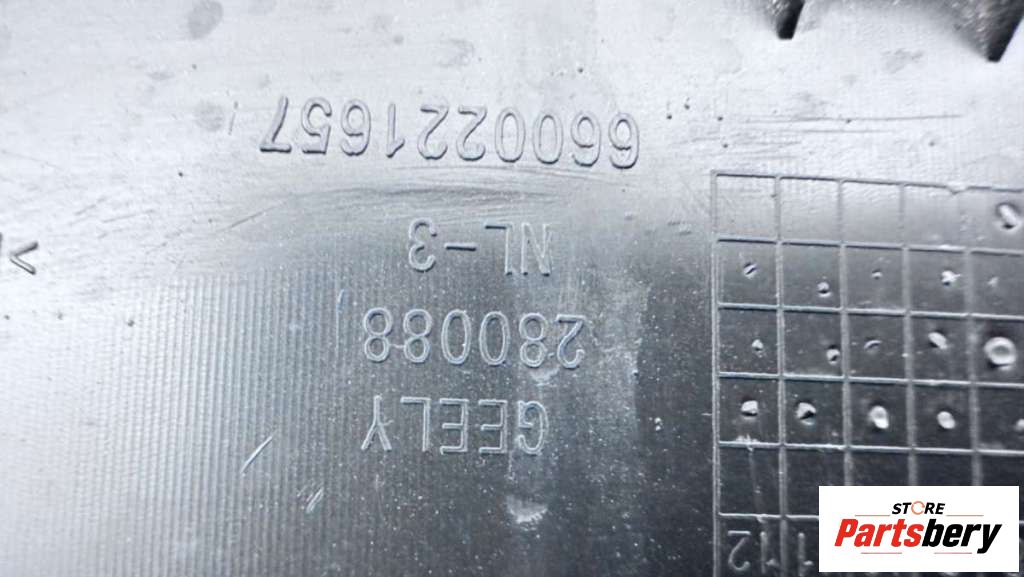 GEELY
280088
NL-3
6600221657
STORE
Partsbery